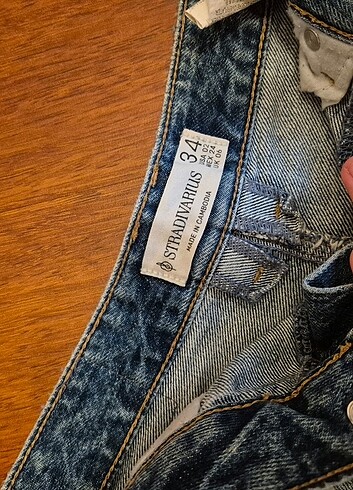 34
USA 02
MEX 24
UK 06
STRADIVARIUS
MADE IN CAMBODIA